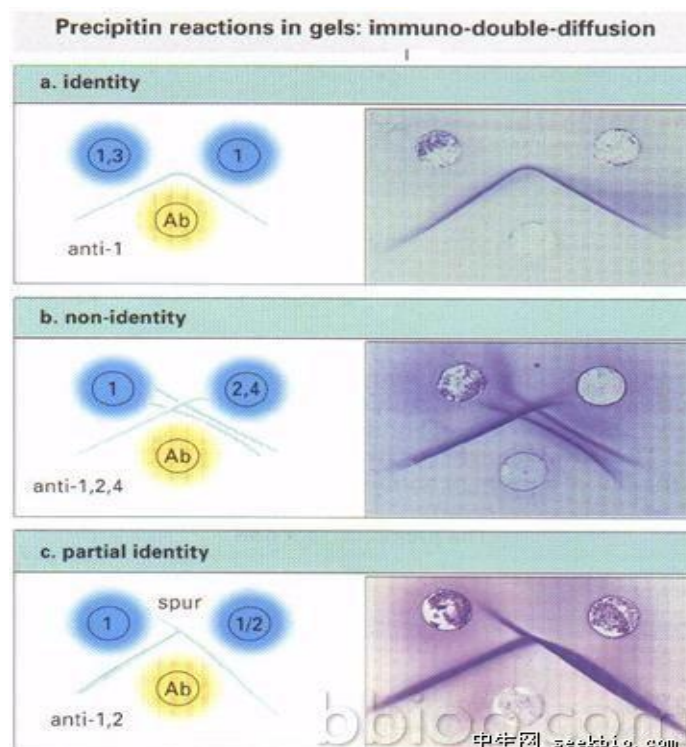 Precipitin reactions in gels: immuno-double-diffusion
a. identity
1,3
1
Ab
anti-1
b. non-identity
1
2,4
Ab
anti-1,2,4
c. partial identity
spur
1
1/2
Ab
anti-1,2
bbioo.com
中生网 seekbio.com